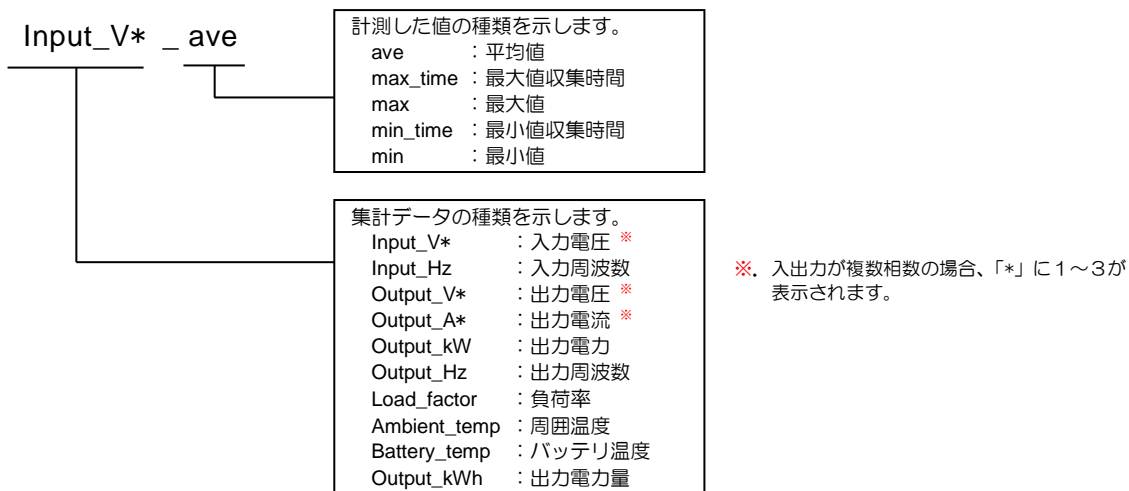 Input_V* _ ave
計測した値の種類を示します。
ave ：平均値
max_time ：最大値収集時間
max ：最大値
min_time ：最小値収集時間
min ：最小値
集計データの種類を示します。
Input_V* ：入力電圧 ※
Input_Hz ：入力周波数
Output_V* ：出力電圧 ※
Output_A* ：出力電流 ※
Output_kW ：出力電力
Output_Hz ：出力周波数
Load_factor ：負荷率
Ambient_temp ：周囲温度
Battery_temp ：バッテリ温度
Output_kWh ：出力電力量
※．入出力が複数相数の場合、「*」に１～３が
表示されます。